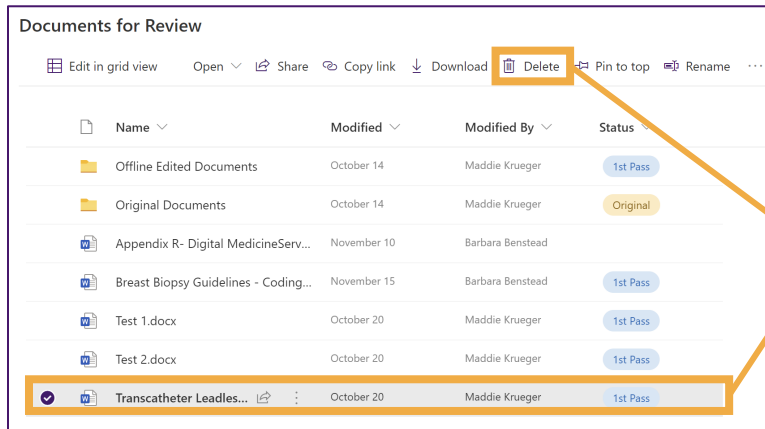 Documents for Review
Edit in grid view Open Share Copy link Download Delete Pin to top Rename ...
Name Modified Modified By Status
Offline Edited Documents October 14 Maddie Krueger 1st Pass
Original Documents October 14 Maddie Krueger Original
Appendix R- Digital MedicineServ... November 10 Barbara Benstead
Breast Biopsy Guidelines - Coding... November 15 Barbara Benstead 1st Pass
Test 1.docx October 20 Maddie Krueger 1st Pass
Test 2.docx October 20 Maddie Krueger 1st Pass
Transcatheter Leadles... October 20 Maddie Krueger 1st Pass